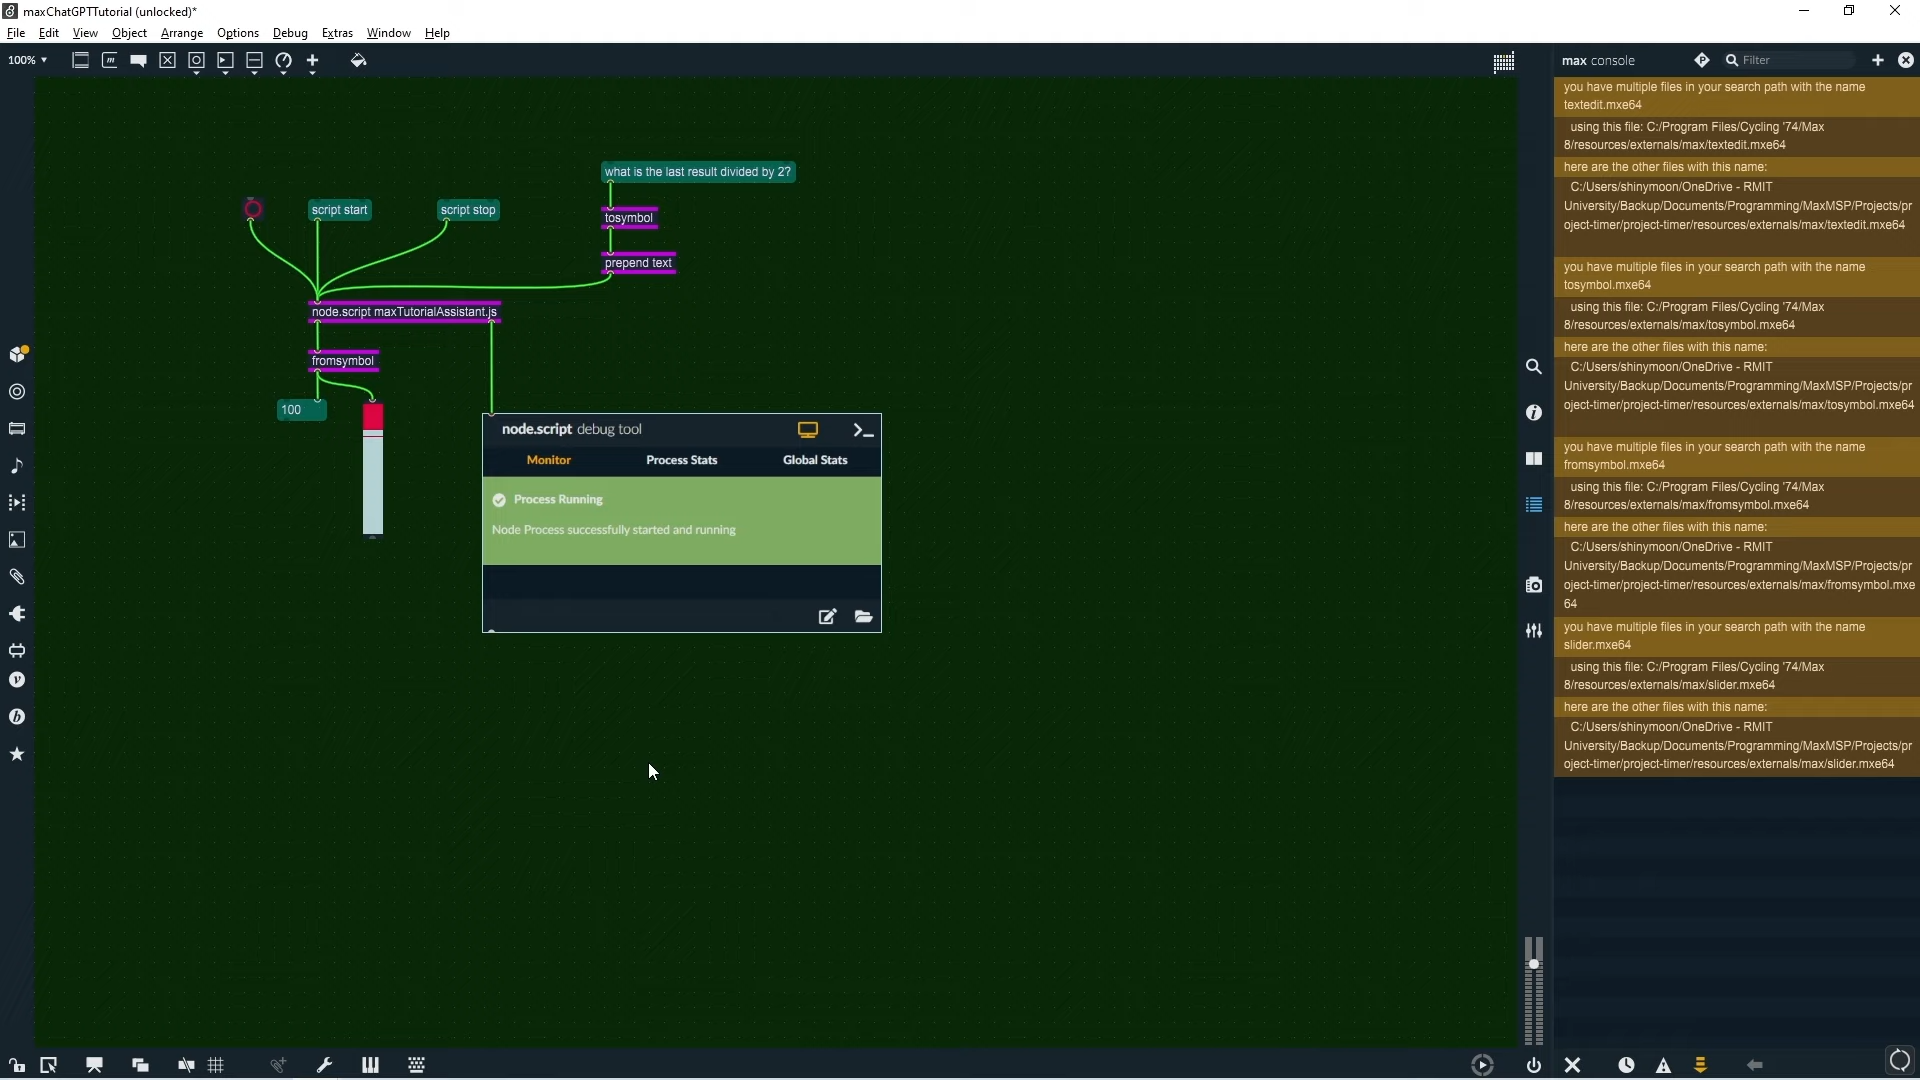 maxChatGPTTutorial (unlocked)*
File Edit View Object Arrange Options Debug Extras Window Help
100%
what is the last result divided by 2?
script start
script stop
tosymbol
prepend text
node.script maxTutorialAssistant.js
fromsymbol
100
node.script debug tool
Monitor Process Stats Global Stats
Process Running
Node Process successfully started and running
max console
Filter
you have multiple files in your search path with the name
textedit.mxe64
using this file: C:/Program Files/Cycling '74/Max
8/resources/externals/max/textedit.mxe64
here are the other files with this name:
C:/Users/shinymoon/OneDrive - RMIT
University/Backup/Documents/Programming/MaxMSP/Projects/pr
oject-timer/project-timer/resources/externals/max/textedit.mxe64
you have multiple files in your search path with the name
tosymbol.mxe64
using this file: C:/Program Files/Cycling '74/Max
8/resources/externals/max/tosymbol.mxe64
here are the other files with this name:
C:/Users/shinymoon/OneDrive - RMIT
University/Backup/Documents/Programming/MaxMSP/Projects/pr
oject-timer/project-timer/resources/externals/max/tosymbol.mxe64
you have multiple files in your search path with the name
fromsymbol.mxe64
using this file: C:/Program Files/Cycling '74/Max
8/resources/externals/max/fromsymbol.mxe64
here are the other files with this name:
C:/Users/shinymoon/OneDrive - RMIT
University/Backup/Documents/Programming/MaxMSP/Projects/pr
oject-timer/project-timer/resources/externals/max/fromsymbol.mxe
64
you have multiple files in your search path with the name
slider.mxe64
using this file: C:/Program Files/Cycling '74/Max
8/resources/externals/max/slider.mxe64
here are the other files with this name:
C:/Users/shinymoon/OneDrive - RMIT
University/Backup/Documents/Programming/MaxMSP/Projects/pr
oject-timer/project-timer/resources/externals/max/slider.mxe64